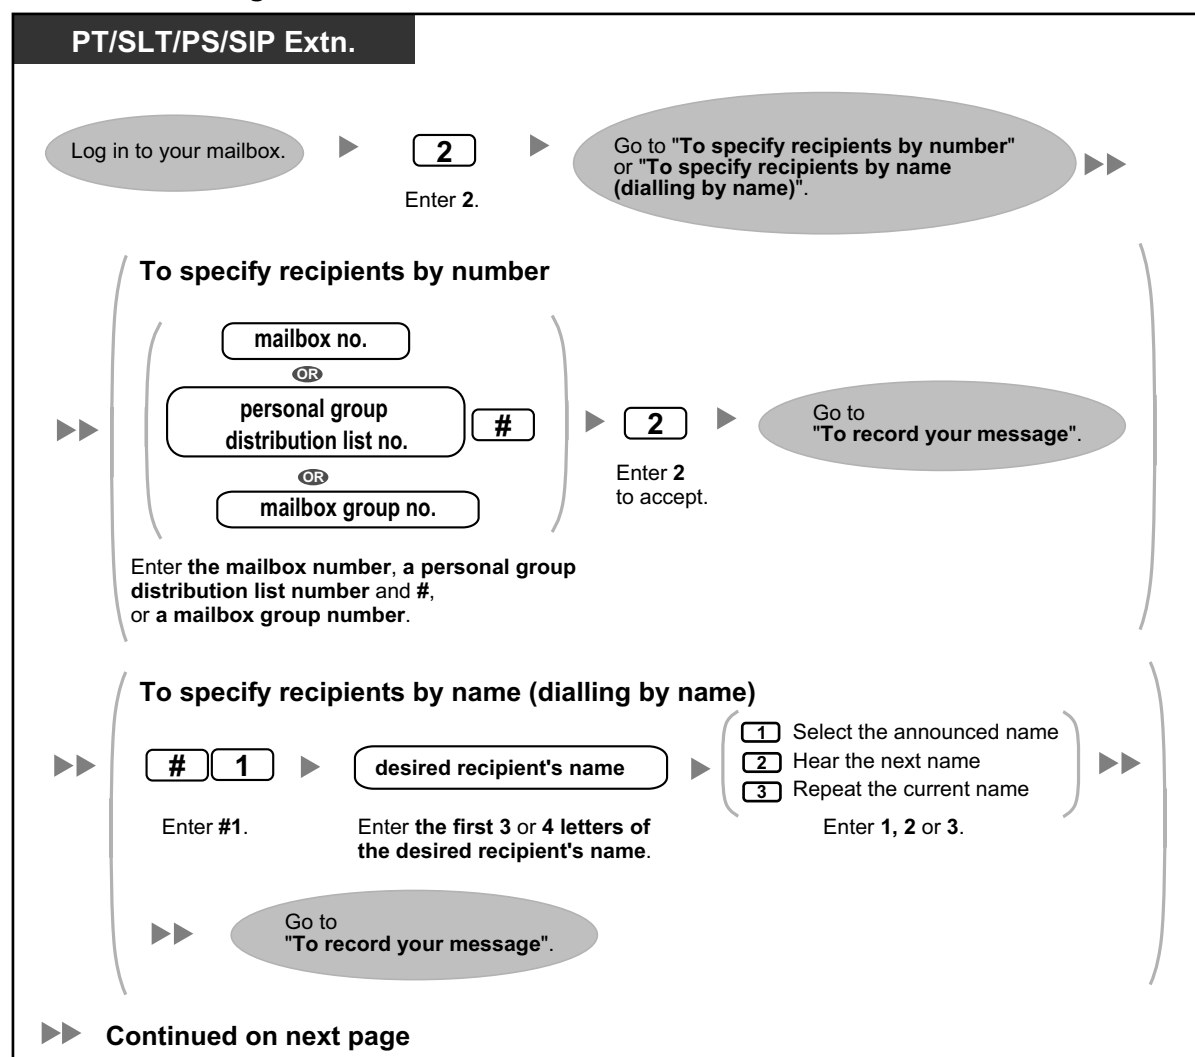 PT/SLT/PS/SIP Extn.
Log in to your mailbox.
2
Enter 2.
Go to "To specify recipients by number"
or "To specify recipients by name
(dialling by name)".
To specify recipients by number
mailbox no.
OR
personal group
distribution list no.
#
OR
mailbox group no.
Enter the mailbox number, a personal group
distribution list number and #,
or a mailbox group number.
2
Enter 2
to accept.
Go to
"To record your message".
To specify recipients by name (dialling by name)
# 1
Enter #1.
desired recipient's name
Enter the first 3 or 4 letters of
the desired recipient's name.
1 Select the announced name
2 Hear the next name
3 Repeat the current name
Enter 1, 2 or 3.
Go to
"To record your message".
Continued on next page